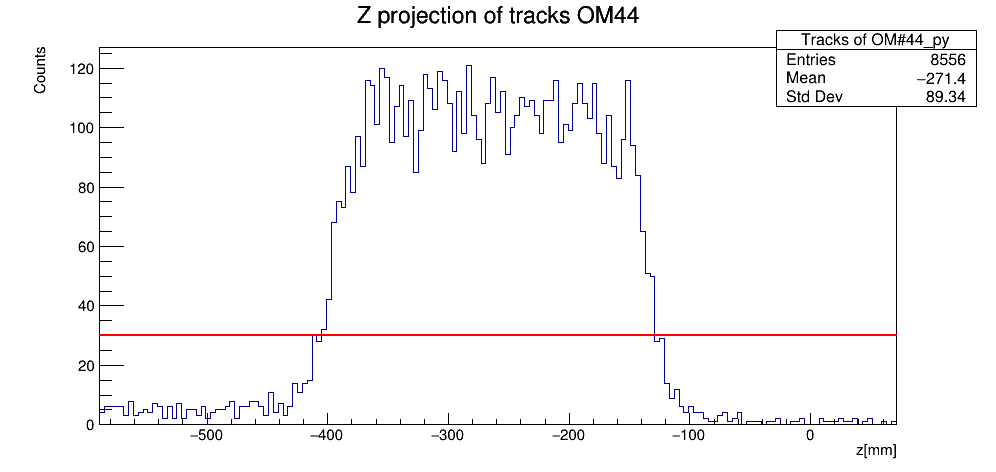 Z projection of tracks OM44
Tracks of OM#44_py
Entries 8556
Mean −271.4
Std Dev 89.34
Counts
120
100
80
60
40
20
0
−500 −400 −300 −200 −100 0
z[mm]